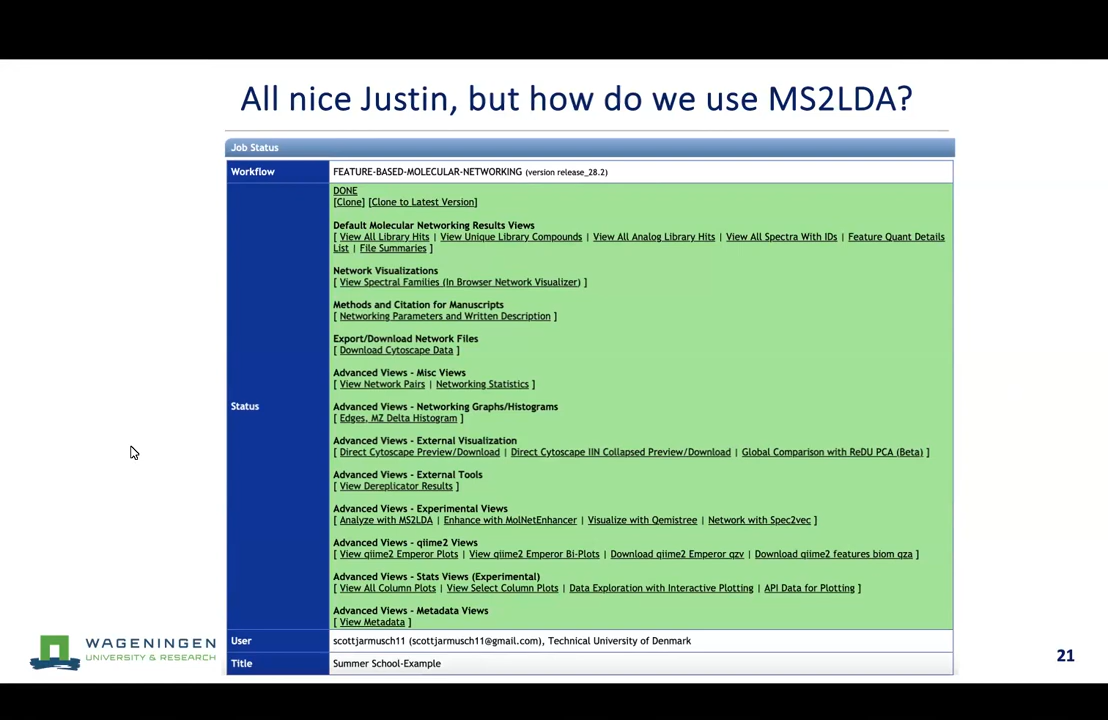 All nice Justin, but how do we use MS2LDA?
Job Status
Workflow
FEATURE-BASED-MOLECULAR-NETWORKING (version release_28.2)
DONE
[Clone] [Clone to Latest Version]
Default Molecular Networking Results Views
[ View All Library Hits | View Unique Library Compounds | View All Analog Library Hits | View All Spectra With IDs | Feature Quant Details
List | File Summaries ]
Network Visualizations
[ View Spectral Families (In Browser Network Visualizer) ]
Methods and Citation for Manuscripts
[ Networking Parameters and Written Description ]
Export/Download Network Files
[ Download Cytoscape Data ]
Advanced Views - Misc Views
[ View Network Pairs | Networking Statistics ]
Status
Advanced Views - Networking Graphs/Histograms
[ Edges, MZ Delta Histogram ]
Advanced Views - External Visualization
[ Direct Cytoscape Preview/Download | Direct Cytoscape IIN Collapsed Preview/Download | Global Comparison with ReDU PCA (Beta) ]
Advanced Views - External Tools
[ View Dereplicator Results ]
Advanced Views - Experimental Views
[ Analyze with MS2LDA | Enhance with MolNetEnhancer | Visualize with Qemistree | Network with Spec2vec ]
Advanced Views - qiime2 Views
[ View qiime2 Emperor Plots | View qiime2 Emperor Bi-Plots | Download qiime2 Emperor qzv | Download qiime2 features biom qza ]
Advanced Views - Stats Views (Experimental)
[ View All Column Plots | View Select Column Plots | Data Exploration with Interactive Plotting | API Data for Plotting ]
Advanced Views - Metadata Views
[ View Metadata ]
User
scottjarmusch11 (scottjarmusch11@gmail.com), Technical University of Denmark
Title
Summer School-Example
WAGENINGEN
UNIVERSITY & RESEARCH
21